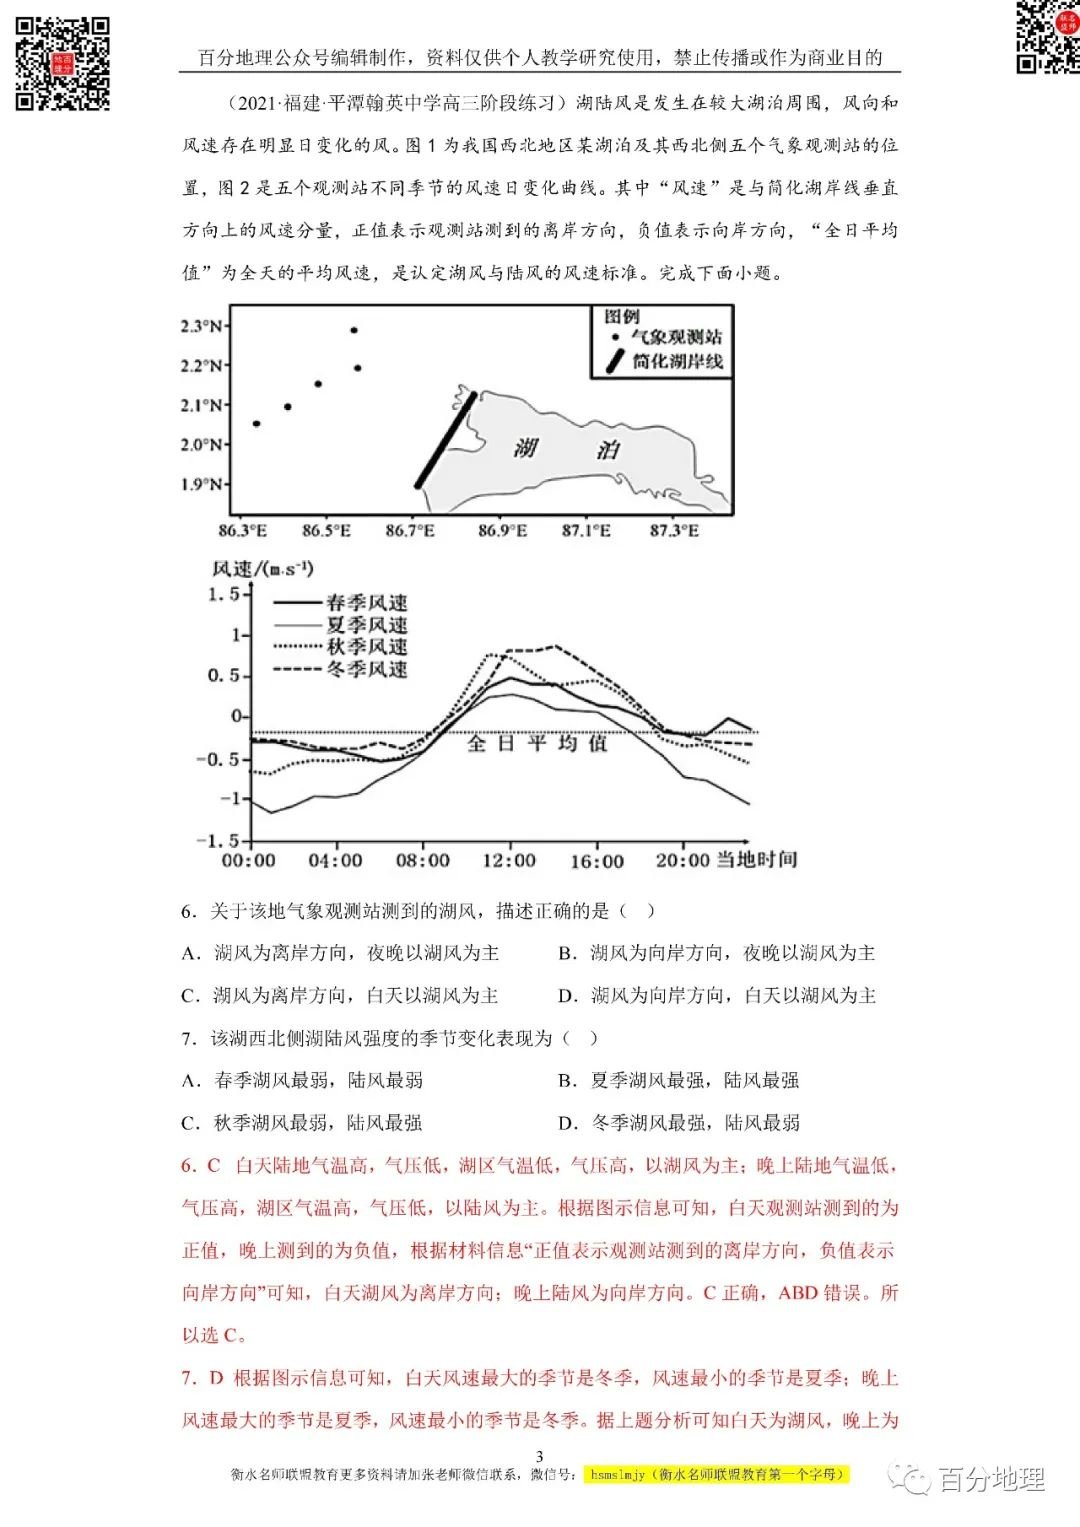 百分地理公众号编辑制作，资料仅供个人教学研究使用，禁止传播或作为商业目的
（2021·福建·平潭翰英中学高三阶段练习）湖陆风是发生在较大湖泊周围，风向和
风速存在明显日变化的风。图1为我国西北地区某湖泊及其西北侧五个气象观测站的位
置，图2是五个观测站不同季节的风速日变化曲线。其中“风速”是与简化湖岸线垂直
方向上的风速分量，正值表示观测站测到的离岸方向，负值表示向岸方向，“全日平均
值”为全天的平均风速，是认定湖风与陆风的风速标准。完成下面小题。
图例
气象观测站
简化湖岸线
2.3°N
2.2°N
2.1°N
2.0°N
1.9°N
湖泊
86.3°E 86.5°E 86.7°E 86.9°E 87.1°E 87.3°E
风速/(m.s⁻¹)
1.5
1
0.5
0
-0.5
-1
-1.5
春季风速
夏季风速
秋季风速
冬季风速
全日平均值
00:00 04:00 08:00 12:00 16:00 20:00 当地时间
6．关于该地气象观测站测到的湖风，描述正确的是（ ）
A．湖风为离岸方向，夜晚以湖风为主 B．湖风为向岸方向，夜晚以湖风为主
C．湖风为离岸方向，白天以湖风为主 D．湖风为向岸方向，白天以湖风为主
7．该湖西北侧湖陆风强度的季节变化表现为（ ）
A．春季湖风最弱，陆风最弱 B．夏季湖风最强，陆风最强
C．秋季湖风最弱，陆风最强 D．冬季湖风最强，陆风最弱
6．C 白天陆地气温高，气压低，湖区气温低，气压高，以湖风为主；晚上陆地气温低，
气压高，湖区气温高，气压低，以陆风为主。根据图示信息可知，白天观测站测到的为
正值，晚上测到的为负值，根据材料信息“正值表示观测站测到的离岸方向，负值表示
向岸方向”可知，白天湖风为离岸方向；晚上陆风为向岸方向。C正确，ABD错误。所
以选C。
7．D 根据图示信息可知，白天风速最大的季节是冬季，风速最小的季节是夏季；晚上
风速最大的季节是夏季，风速最小的季节是冬季。据上题分析可知白天为湖风，晚上为
3
衡水名师联盟教育更多资料请加张老师微信联系，微信号： hsmslmjy（衡水名师联盟教育第一个字母）
百分地理